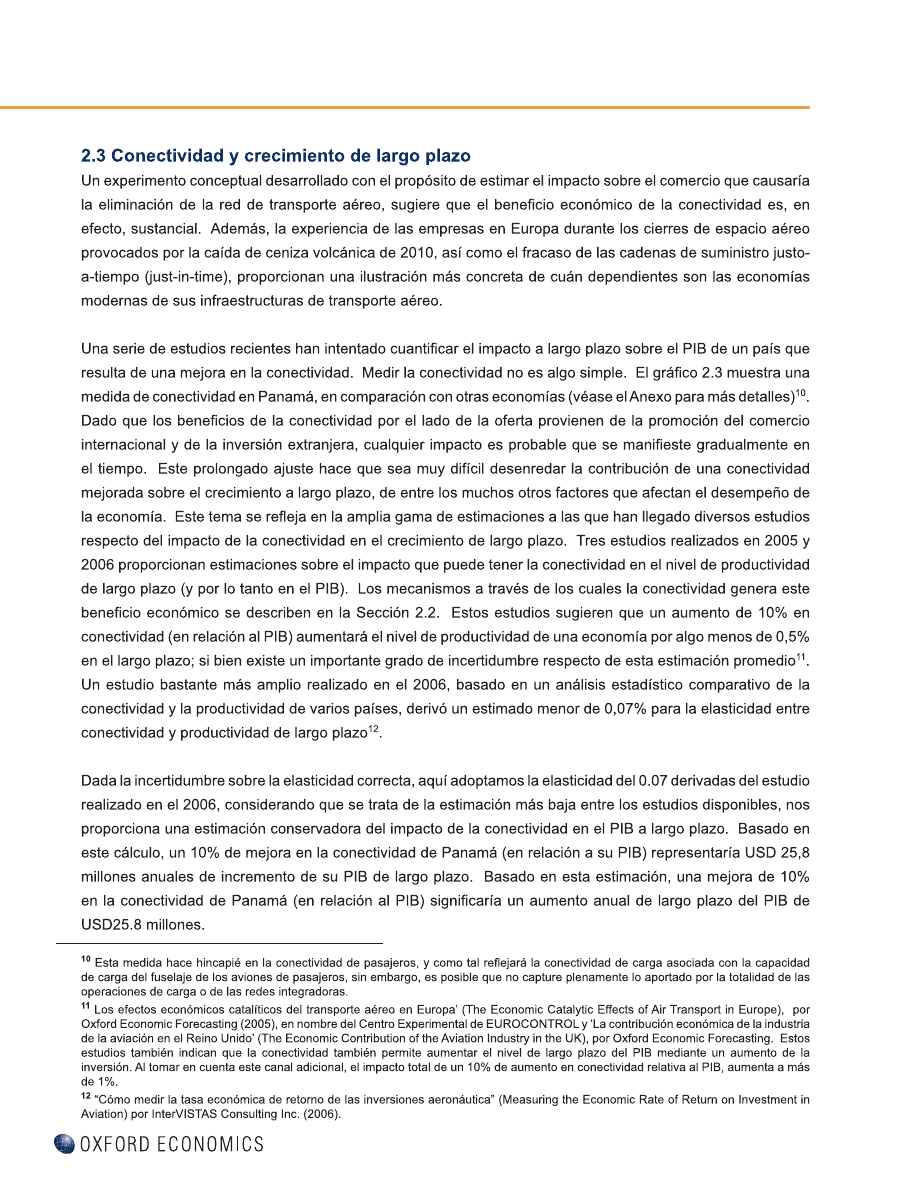 2.3 Conectividad y crecimiento de largo plazo
Un experimento conceptual desarrollado con el propósito de estimar el impacto sobre el comercio que causaría
la eliminación de la red de transporte aéreo, sugiere que el beneficio económico de la conectividad es, en
efecto, sustancial.  Además, la experiencia de las empresas en Europa durante los cierres de espacio aéreo
provocados por la caída de ceniza volcánica de 2010, así como el fracaso de las cadenas de suministro justo-
a-tiempo (just-in-time), proporcionan una ilustración más concreta de cuán dependientes son las economías
modernas de sus infraestructuras de transporte aéreo.
Una serie de estudios recientes han intentado cuantificar el impacto a largo plazo sobre el PIB de un país que
resulta de una mejora en la conectividad.  Medir la conectividad no es algo simple.  El gráfico 2.3 muestra una
medida de conectividad en Panamá, en comparación con otras economías (véase el Anexo para más detalles)10.
Dado que los beneficios de la conectividad por el lado de la oferta provienen de la promoción del comercio
internacional y de la inversión extranjera, cualquier impacto es probable que se manifieste gradualmente en
el tiempo.  Este prolongado ajuste hace que sea muy difícil desenredar la contribución de una conectividad
mejorada sobre el crecimiento a largo plazo, de entre los muchos otros factores que afectan el desempeño de
la economía.  Este tema se refleja en la amplia gama de estimaciones a las que han llegado diversos estudios
respecto del impacto de la conectividad en el crecimiento de largo plazo.  Tres estudios realizados en 2005 y
2006 proporcionan estimaciones sobre el impacto que puede tener la conectividad en el nivel de productividad
de largo plazo (y por lo tanto en el PIB).  Los mecanismos a través de los cuales la conectividad genera este
beneficio económico se describen en la Sección 2.2.  Estos estudios sugieren que un aumento de 10% en
conectividad (en relación al PIB) aumentará el nivel de productividad de una economía por algo menos de 0,5%
en el largo plazo; si bien existe un importante grado de incertidumbre respecto de esta estimación promedio11.
Un estudio bastante más amplio realizado en el 2006, basado en un análisis estadístico comparativo de la
conectividad y la productividad de varios países, derivó un estimado menor de 0,07% para la elasticidad entre
conectividad y productividad de largo plazo12.
Dada la incertidumbre sobre la elasticidad correcta, aquí adoptamos la elasticidad del 0.07 derivadas del estudio
realizado en el 2006, considerando que se trata de la estimación más baja entre los estudios disponibles, nos
proporciona una estimación conservadora del impacto de la conectividad en el PIB a largo plazo.  Basado en
este cálculo, un 10% de mejora en la conectividad de Panamá (en relación a su PIB) representaría USD 25,8
millones anuales de incremento de su PIB de largo plazo.  Basado en esta estimación, una mejora de 10%
en la conectividad de Panamá (en relación al PIB) significaría un aumento anual de largo plazo del PIB de
USD25.8 millones.
10 Esta medida hace hincapié en la conectividad de pasajeros, y como tal reflejará la conectividad de carga asociada con la capacidad
de carga del fuselaje de los aviones de pasajeros, sin embargo, es posible que no capture plenamente lo aportado por la totalidad de las
operaciones de carga o de las redes integradoras.
11 Los efectos económicos catalíticos del transporte aéreo en Europa’ (The Economic Catalytic Effects of Air Transport in Europe),  por
Oxford Economic Forecasting (2005), en nombre del Centro Experimental de EUROCONTROL y ‘La contribución económica de la industria
de la aviación en el Reino Unido’ (The Economic Contribution of the Aviation Industry in the UK), por Oxford Economic Forecasting.  Estos
estudios también indican que la conectividad también permite aumentar el nivel de largo plazo del PIB mediante un aumento de la
inversión. Al tomar en cuenta este canal adicional, el impacto total de un 10% de aumento en conectividad relativa al PIB, aumenta a más
de 1%.
12 “Cómo medir la tasa económica de retorno de las inversiones aeronáutica” (Measuring the Economic Rate of Return on Investment in
Aviation) por InterVISTAS Consulting Inc. (2006).
OXFORD ECONOMICS